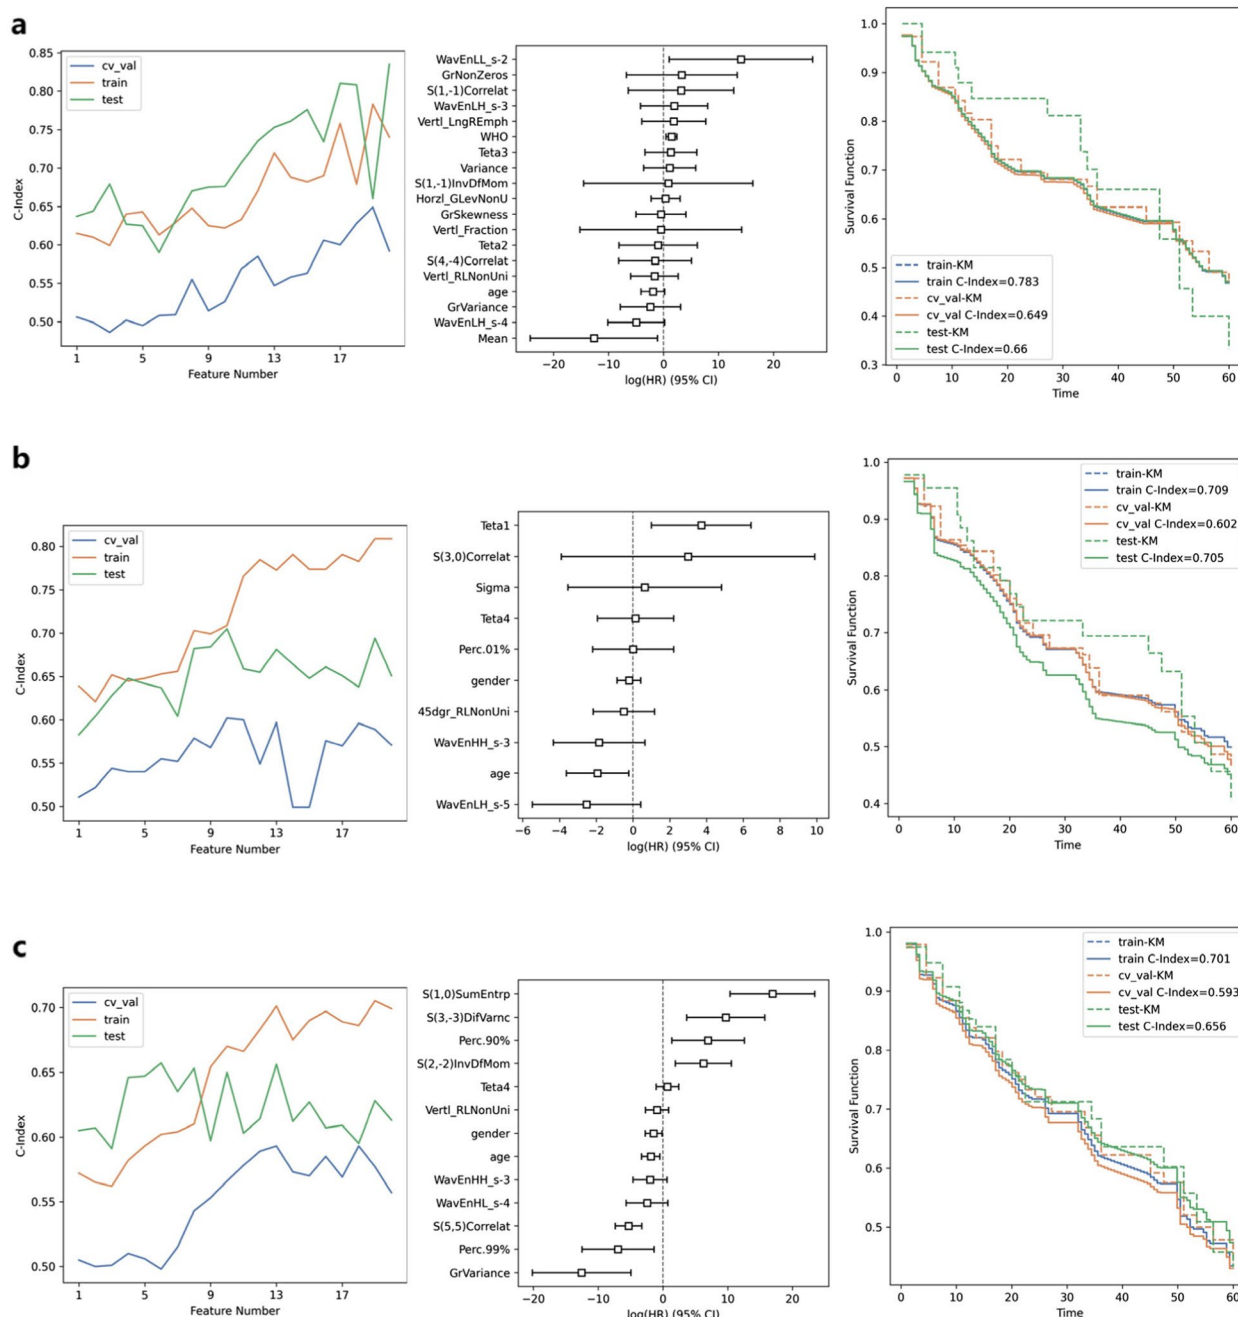 a
0.85
0.80
0.75
0.70
0.65
0.60
0.55
0.50
C-Index
cv_val
train
test
1 5 9 13 17
Feature Number
WavEnLL_s-2
GrNonZeros
S(1,-1)Correlat
WavEnLH_s-3
Vertl_LngREmph
WHO
Teta3
Variance
S(1,-1)InvDfMom
Horzl_GLevNonU
GrSkewness
Vertl_Fraction
Teta2
S(4,-4)Correlat
Vertl_RLNonUni
age
GrVariance
WavEnLH_s-4
Mean
−20 −10 0 10 20
log(HR) (95% CI)
1.0
0.9
0.8
0.7
0.6
0.5
0.4
0.3
Survival Function
train-KM
train C-Index=0.783
cv_val-KM
cv_val C-Index=0.649
test-KM
test C-Index=0.66
0 10 20 30 40 50 60
Time
b
0.80
0.75
0.70
0.65
0.60
0.55
0.50
C-Index
cv_val
train
test
1 5 9 13 17
Feature Number
Teta1
S(3,0)Correlat
Sigma
Teta4
Perc.01%
gender
45dgr_RLNonUni
WavEnHH_s-3
age
WavEnLH_s-5
−6 −4 −2 0 2 4 6 8 10
log(HR) (95% CI)
1.0
0.9
0.8
0.7
0.6
0.5
0.4
Survival Function
train-KM
train C-Index=0.709
cv_val-KM
cv_val C-Index=0.602
test-KM
test C-Index=0.705
0 10 20 30 40 50 60
Time
c
0.70
0.65
0.60
0.55
0.50
C-Index
cv_val
train
test
1 5 9 13 17
Feature Number
S(1,0)SumEntrp
S(3,-3)DifVarnc
Perc.90%
S(2,-2)InvDfMom
Teta4
Vertl_RLNonUni
gender
age
WavEnHH_s-3
WavEnHL_s-4
S(5,5)Correlat
Perc.99%
GrVariance
−20 −10 0 10 20
log(HR) (95% CI)
1.0
0.9
0.8
0.7
0.6
0.5
Survival Function
train-KM
train C-Index=0.701
cv_val-KM
cv_val C-Index=0.593
test-KM
test C-Index=0.656
0 10 20 30 40 50 60
Time